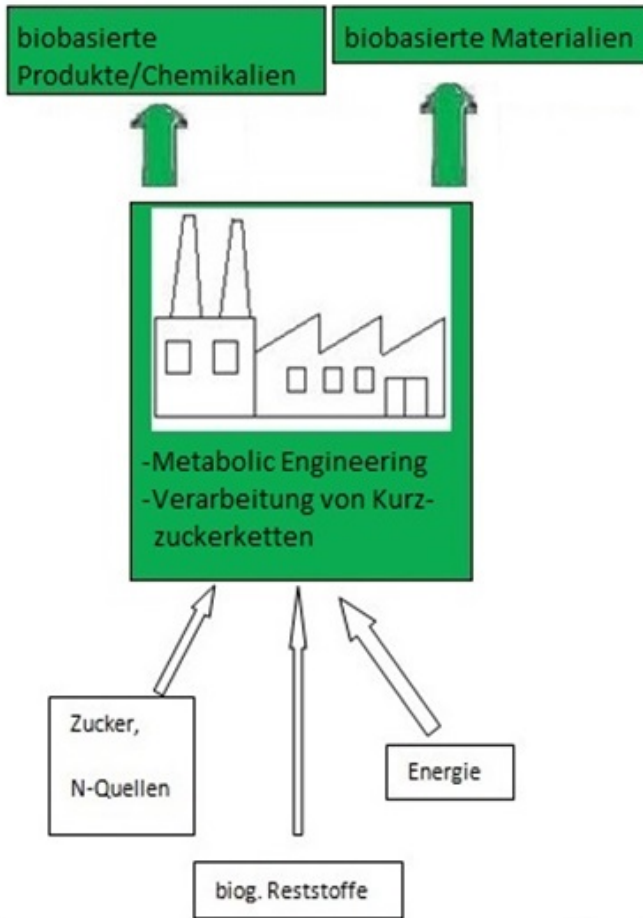 biobasierte
Produkte/Chemikalien
biobasierte Materialien
-Metabolic Engineering
-Verarbeitung von Kurz-
zuckerketten
Zucker,
N-Quellen
Energie
biog. Reststoffe